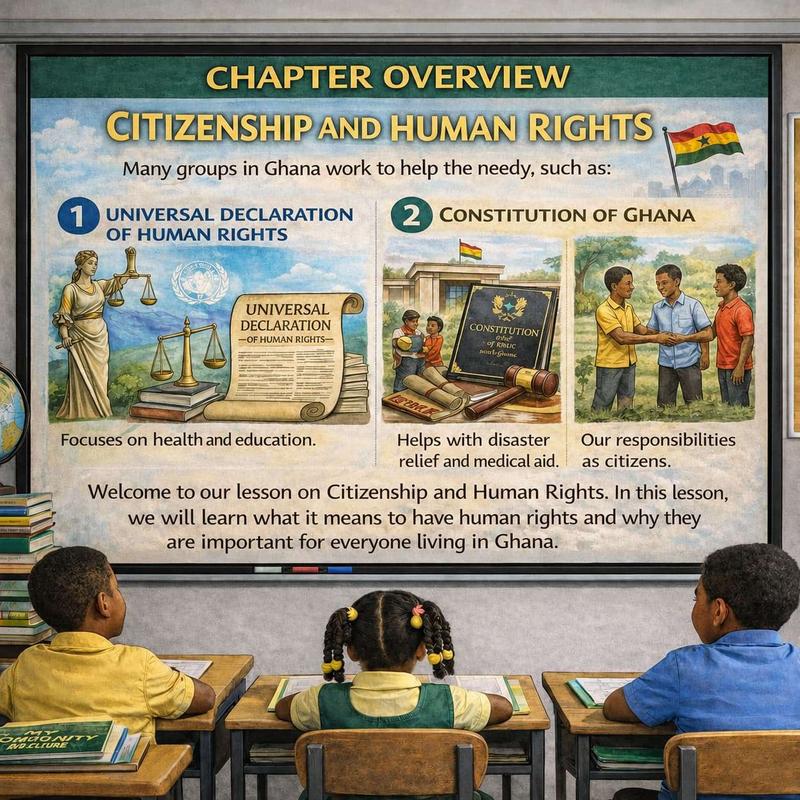 CHAPTER OVERVIEW
CITIZENSHIP AND HUMAN RIGHTS
Many groups in Ghana work to help the needy, such as:
1 UNIVERSAL DECLARATION
OF HUMAN RIGHTS
UNIVERSAL
DECLARATION
OF HUMAN RIGHTS
Focuses on health and education.
2 CONSTITUTION OF GHANA
CONSTITUTION
Helps with disaster
relief and medical aid.
Our responsibilities
as citizens.
Welcome to our lesson on Citizenship and Human Rights. In this lesson,
we will learn what it means to have human rights and why they
are important for everyone living in Ghana.
MY